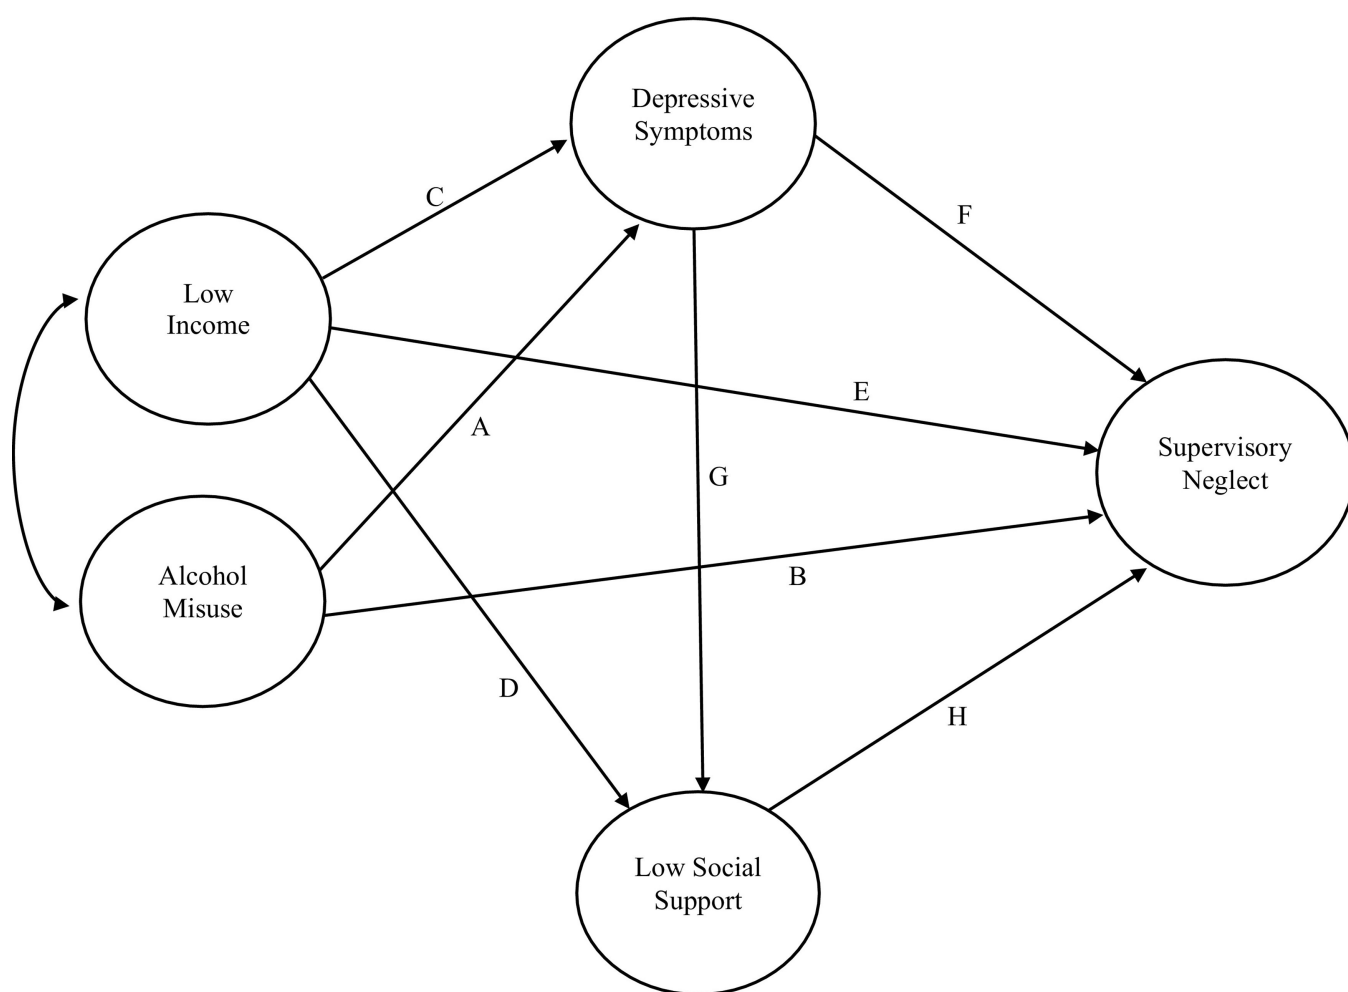 Depressive
Symptoms
C
F
Low
Income
E
A
Supervisory
Neglect
G
Alcohol
Misuse
B
D
H
Low Social
Support